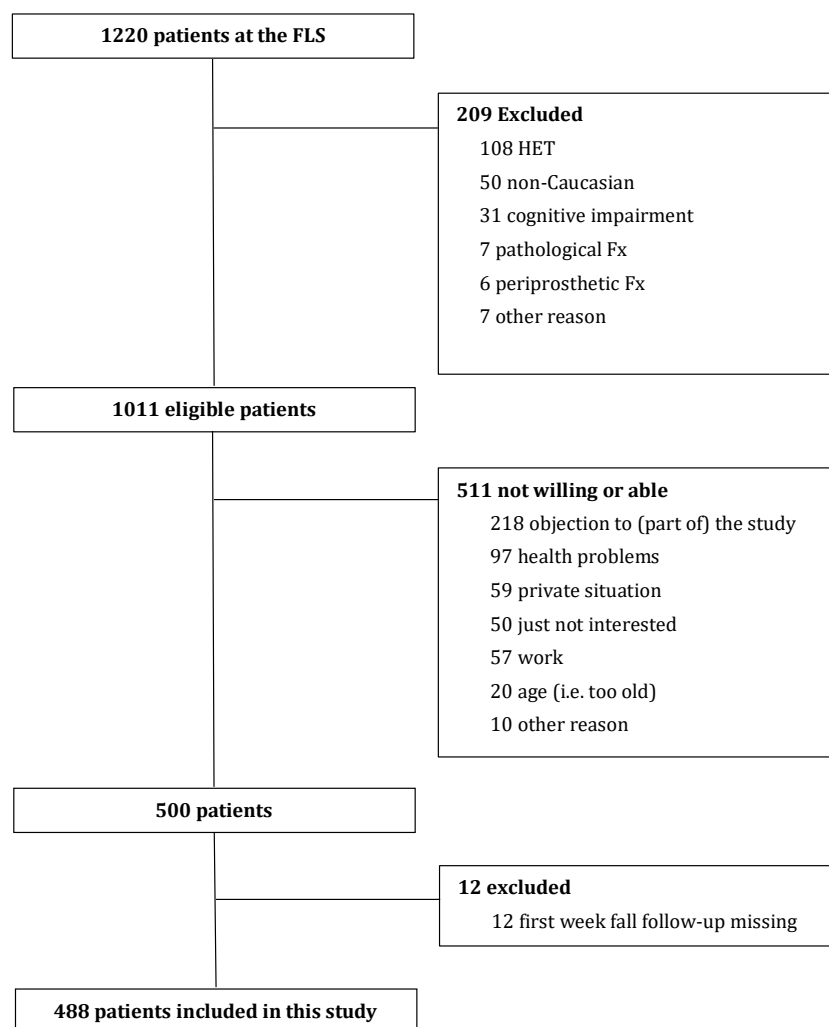 1220 patients at the FLS
209 Excluded
108 HET
50 non-Caucasian
31 cognitive impairment
7 pathological Fx
6 periprosthetic Fx
7 other reason
1011 eligible patients
511 not willing or able
218 objection to (part of) the study
97 health problems
59 private situation
50 just not interested
57 work
20 age (i.e. too old)
10 other reason
500 patients
12 excluded
12 first week fall follow-up missing
488 patients included in this study